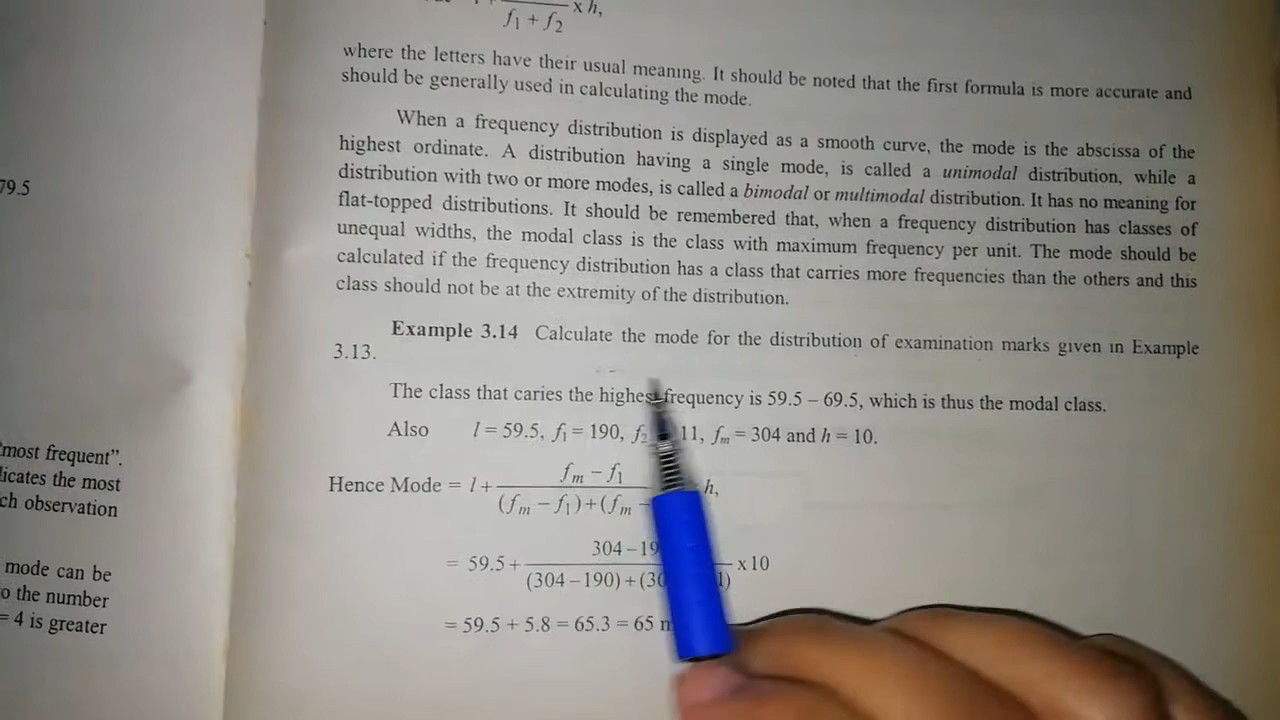 79.5
"most frequent".
licates the most
ch observation
mode can be
o the number
= 4 is greater
f₁ + f₂ x h,
where the letters have their usual meaning. It should be noted that the first formula is more accurate and
should be generally used in calculating the mode.
When a frequency distribution is displayed as a smooth curve, the mode is the abscissa of the
highest ordinate. A distribution having a single mode, is called a unimodal distribution, while a
distribution with two or more modes, is called a bimodal or multimodal distribution. It has no meaning for
flat-topped distributions. It should be remembered that, when a frequency distribution has classes of
unequal widths, the modal class is the class with maximum frequency per unit. The mode should be
calculated if the frequency distribution has a class that carries more frequencies than the others and this
class should not be at the extremity of the distribution.
Example 3.14 Calculate the mode for the distribution of examination marks given in Example
3.13.
The class that caries the highest frequency is 59.5 – 69.5, which is thus the modal class.
Also l = 59.5, f₁ = 190, f₂ 11, fₘ = 304 and h = 10.
fₘ − f₁
Hence Mode = l + h,
(fₘ − f₁)+(fₘ −
304 − 19
= 59.5 + x 10
(304 − 190) + (30 1)
= 59.5 + 5.8 = 65.3 = 65